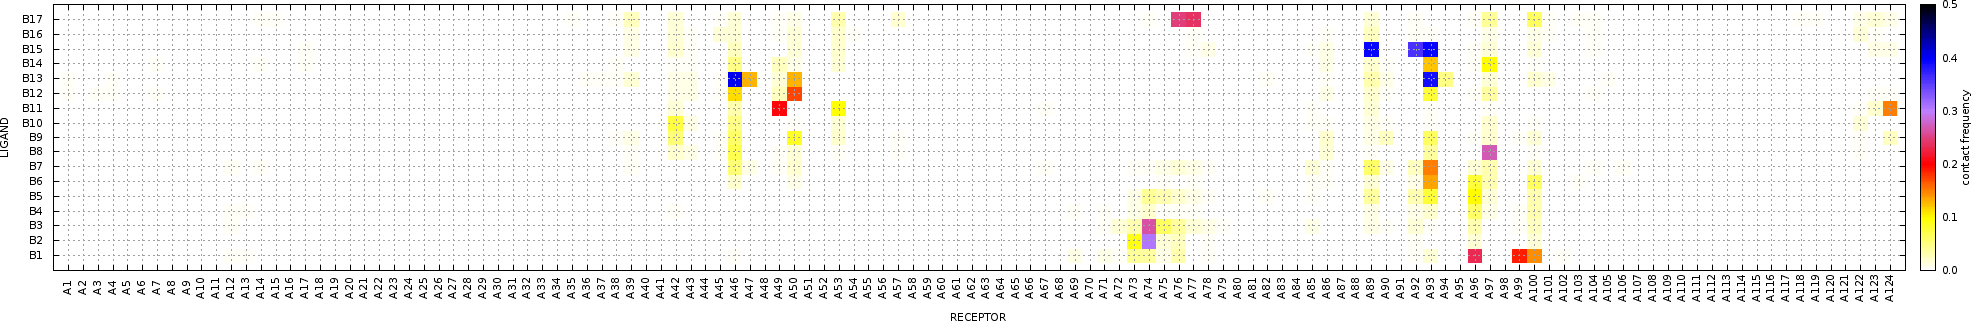 B17
B16
B15
B14
B13
B12
B11
B10
B9
B8
B7
B6
B5
B4
B3
B2
B1
LIGAND
A1 A2 A3 A4 A5 A6 A7 A8 A9 A10 A11 A12 A13 A14 A15 A16 A17 A18 A19 A20 A21 A22 A23 A24 A25 A26 A27 A28 A29 A30 A31 A32 A33 A34 A35 A36 A37 A38 A39 A40 A41 A42 A43 A44 A45 A46 A47 A48 A49 A50 A51 A52 A53 A54 A55 A56 A57 A58 A59 A60 A61 A62 A63 A64 A65 A66 A67 A68 A69 A70 A71 A72 A73 A74 A75 A76 A77 A78 A79 A80 A81 A82 A83 A84 A85 A86 A87 A88 A89 A90 A91 A92 A93 A94 A95 A96 A97 A98 A99 A100 A101 A102 A103 A104 A105 A106 A107 A108 A109 A110 A111 A112 A113 A114 A115 A116 A117 A118 A119 A120 A121 A122 A123 A124
RECEPTOR
0.5
0.4
0.3
0.2
0.1
0.0
contact frequency